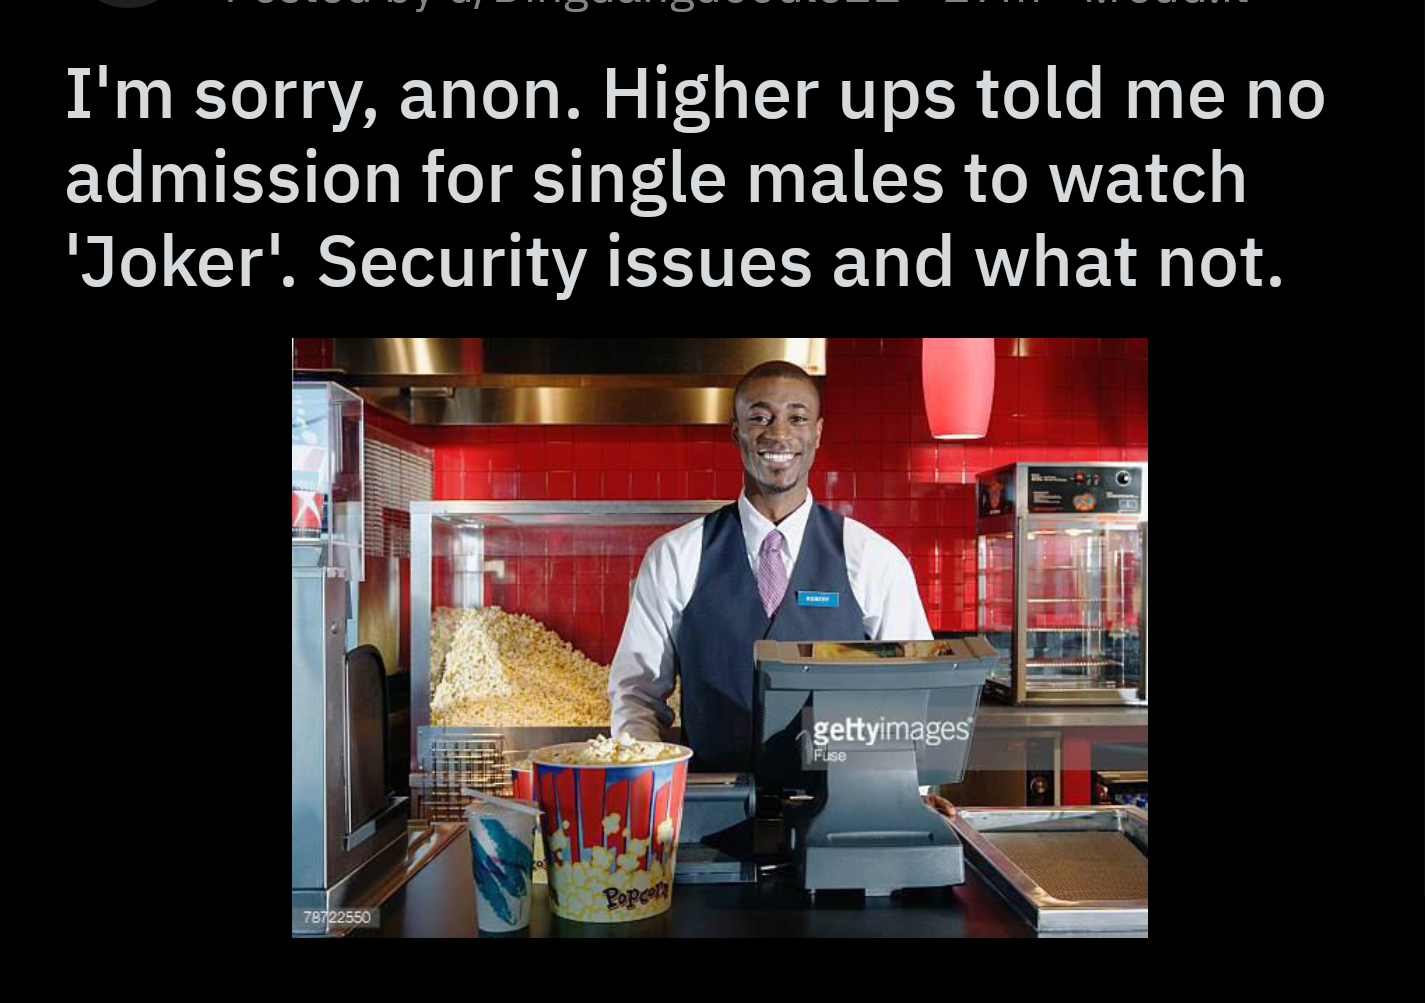 I'm sorry, anon. Higher ups told me no
admission for single males to watch
'Joker'. Security issues and what not.
gettyimages®
Fuse
Popcorn
78722550